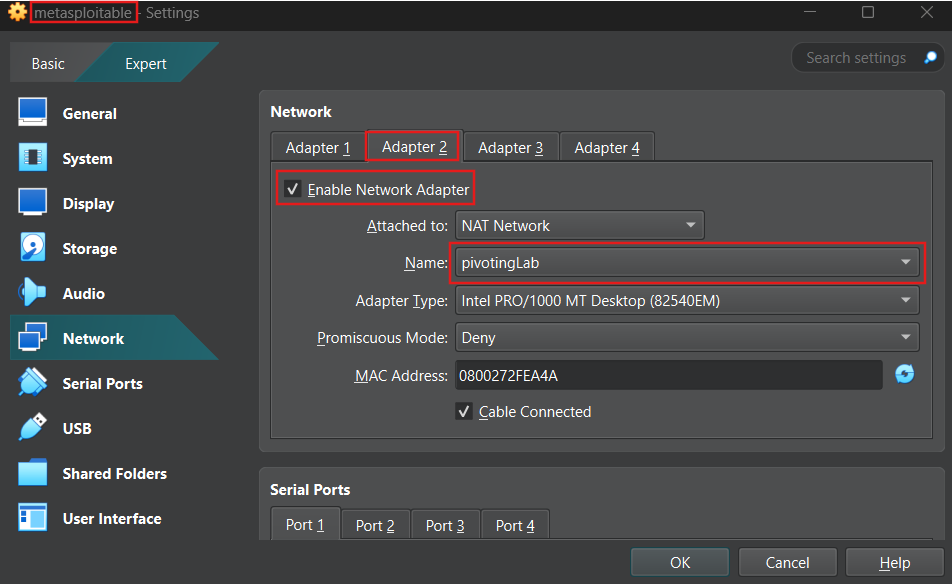 metasploitable - Settings
Basic
Expert
Search settings
General
System
Display
Storage
Audio
Network
Serial Ports
USB
Shared Folders
User Interface
Network
Adapter 1
Adapter 2
Adapter 3
Adapter 4
Enable Network Adapter
Attached to: NAT Network
Name: pivotingLab
Adapter Type: Intel PRO/1000 MT Desktop (82540EM)
Promiscuous Mode: Deny
MAC Address: 0800272FEA4A
Cable Connected
Serial Ports
Port 1
Port 2
Port 3
Port 4
OK
Cancel
Help